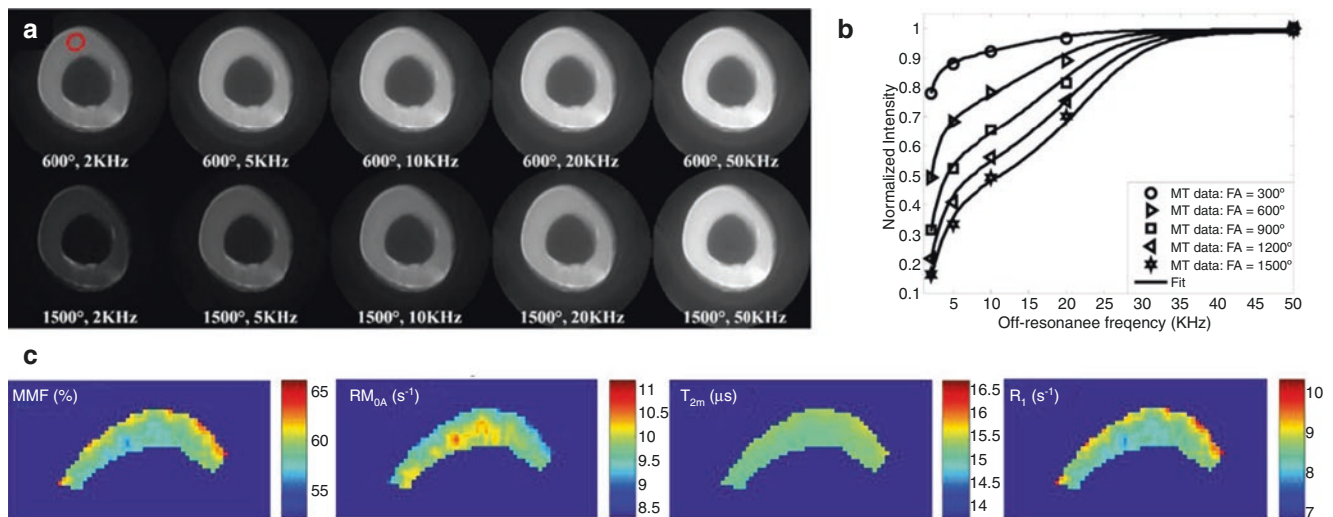 a
600°, 2KHz 600°, 5KHz 600°, 10KHz 600°, 20KHz 600°, 50KHz
1500°, 2KHz 1500°, 5KHz 1500°, 10KHz 1500°, 20KHz 1500°, 50KHz
b
1
0.9
0.8
0.7
0.6
0.5
0.4
0.3
0.2
0.1
Normalized Intensity
5 10 15 20 25 30 35 40 45 50
Off-resonanee freqency (KHz)
MT data: FA = 300°
MT data: FA = 600°
MT data: FA = 900°
MT data: FA = 1200°
MT data: FA = 1500°
Fit
c
MMF (%)
65
60
55
RM0A (s-1)
11
10.5
10
9.5
9
8.5
T2m (μs)
16.5
16
15.5
15
14.5
14
R1 (s-1)
10
9
8
7